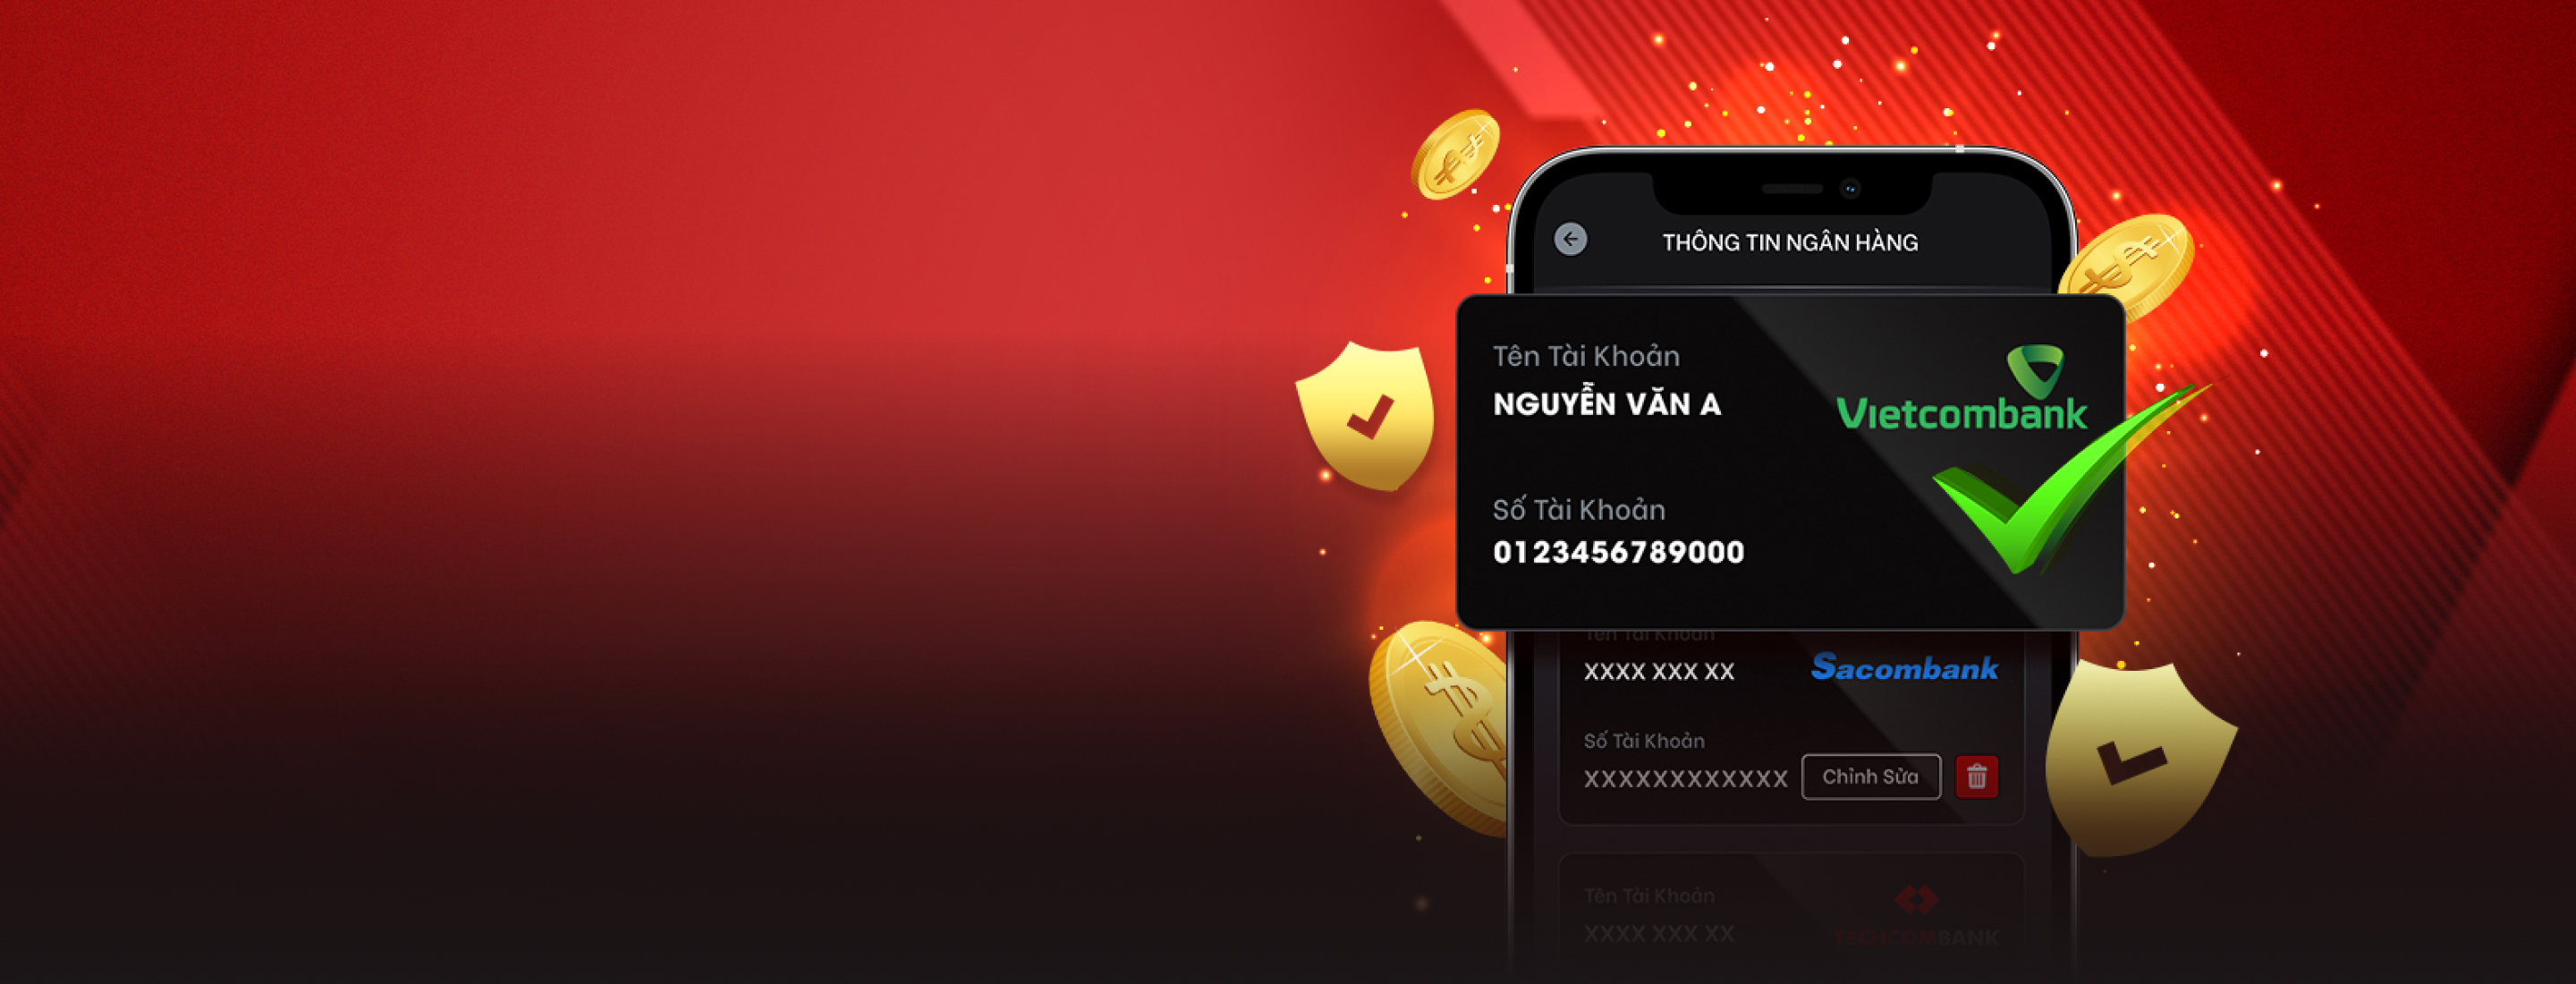 THÔNG TIN NGÂN HÀNG
Tên Tài Khoản
NGUYỄN VĂN A
Vietcombank
Số Tài Khoản
0123456789000
Tên Tài Khoản
XXXX XXX XX
Sacombank
Số Tài Khoản
XXXXXXXXXXXX
Chỉnh Sửa
Tên Tài Khoản
XXXX XXX XX
TECHCOMBANK